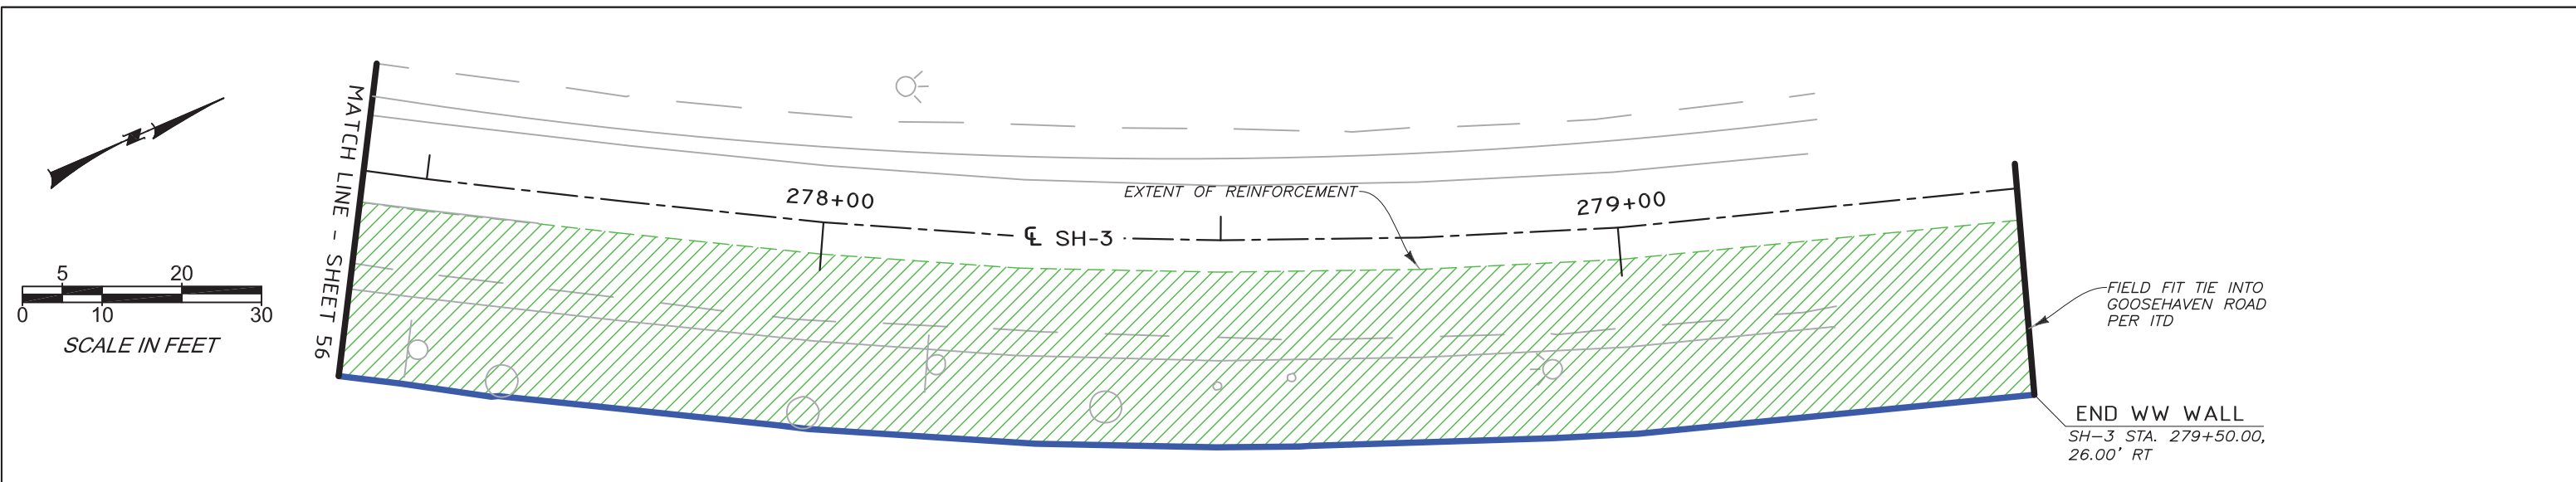 MATCH LINE - SHEET 56
278+00
EXTENT OF REINFORCEMENT
279+00
℄ SH-3
5 20
0 10 30
SCALE IN FEET
FIELD FIT TIE INTO
GOOSEHAVEN ROAD
PER ITD
END WW WALL
SH-3 STA. 279+50.00,
26.00' RT